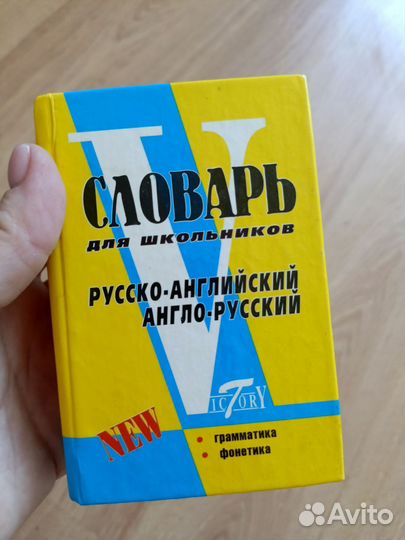 V
СЛОВАРЬ
ДЛЯ ШКОЛЬНИКОВ
РУССКО-АНГЛИЙСКИЙ
АНГЛО-РУССКИЙ
VICTORY
NEW
• грамматика
• фонетика
Avito